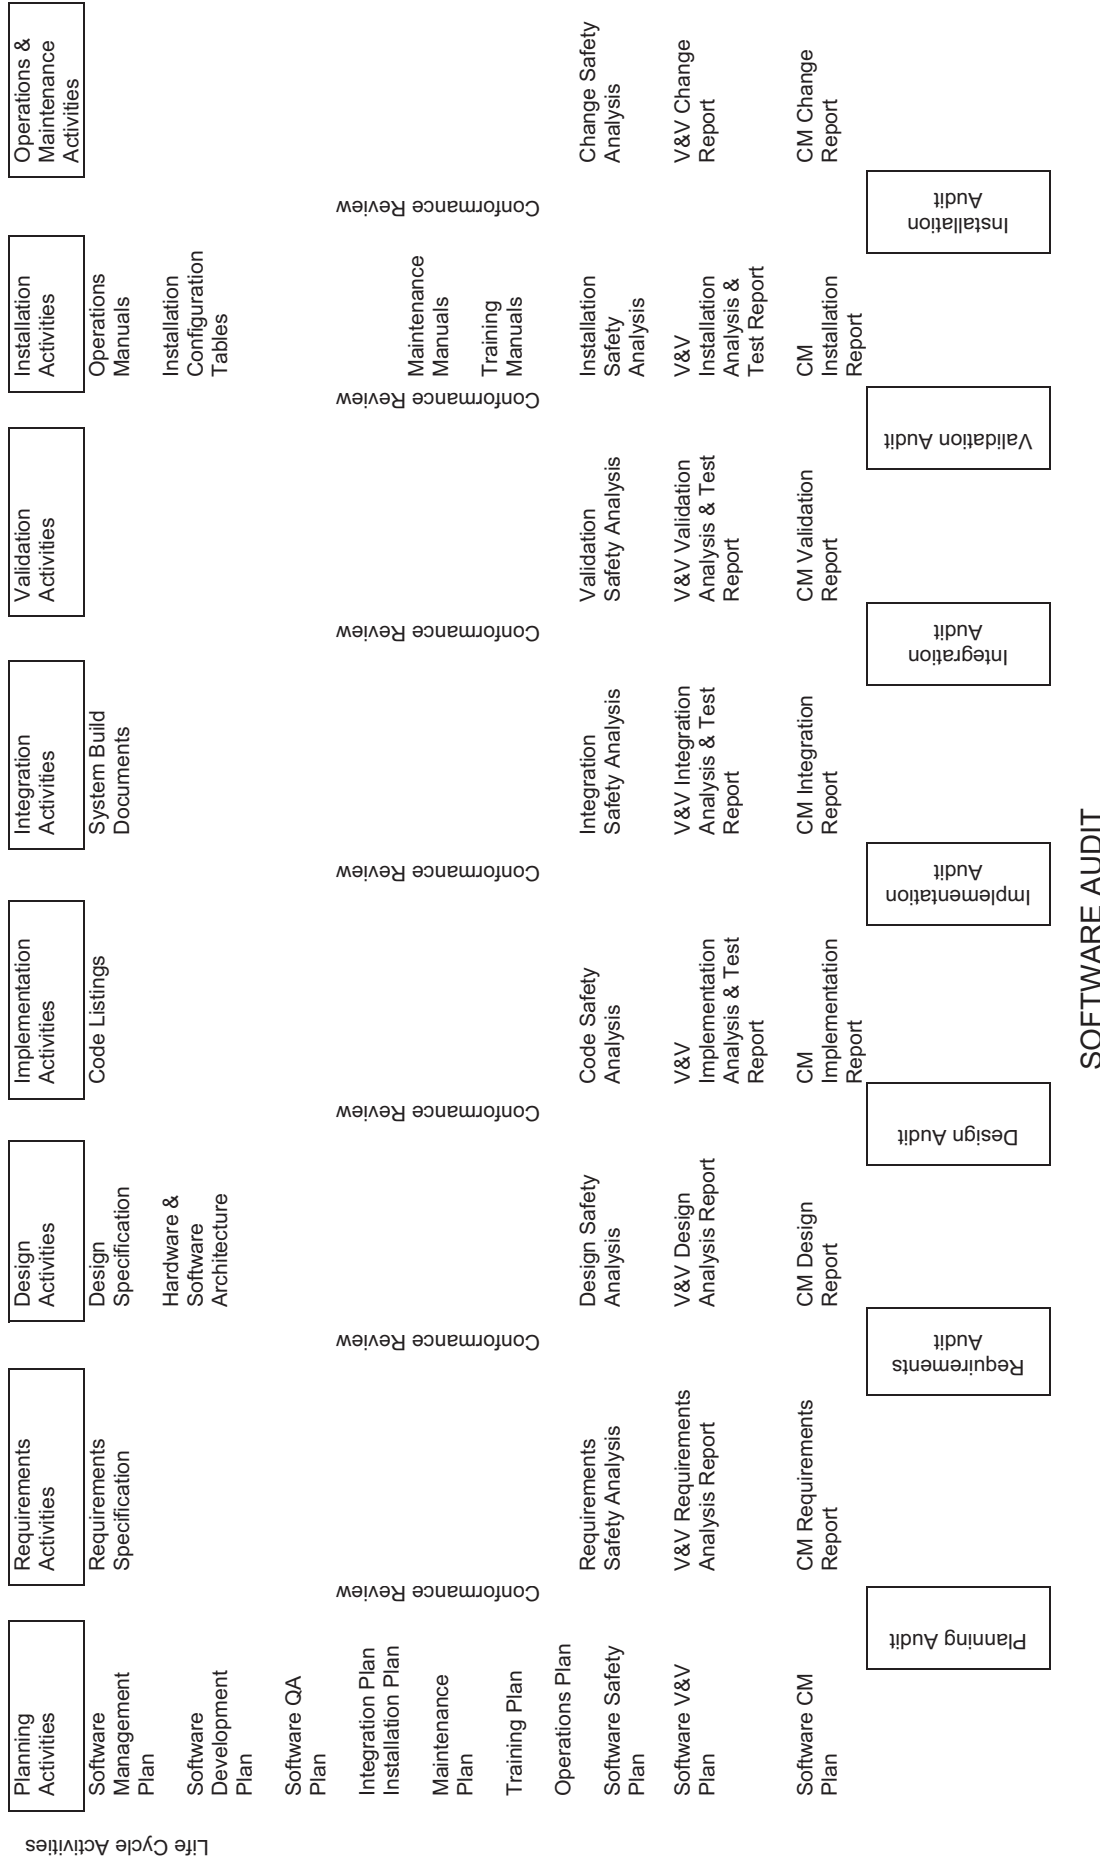 Life Cycle Activities
Planning
Activities
Software
Management
Plan
Software
Development
Plan
Software QA
Plan
Integration Plan
Installation Plan
Maintenance
Plan
Training Plan
Operations Plan
Software Safety
Plan
Software V&V
Plan
Software CM
Plan
Conformance Review
Planning Audit
Requirements
Activities
Requirements
Specification
Requirements
Safety Analysis
V&V Requirements
Analysis Report
CM Requirements
Report
Conformance Review
Requirements
Audit
Design
Activities
Design
Specification
Hardware &
Software
Architecture
Design Safety
Analysis
V&V Design
Analysis Report
CM Design
Report
Conformance Review
Design Audit
Implementation
Activities
Code Listings
Code Safety
Analysis
V&V
Implementation
Analysis & Test
Report
CM
Implementation
Report
Conformance Review
Implementation
Audit
Integration
Activities
System Build
Documents
Integration
Safety Analysis
V&V Integration
Analysis & Test
Report
CM Integration
Report
Conformance Review
Integration
Audit
Validation
Activities
Validation
Safety Analysis
V&V Validation
Analysis & Test
Report
CM Validation
Report
Conformance Review
Validation Audit
Installation
Activities
Operations
Manuals
Installation
Configuration
Tables
Maintenance
Manuals
Training
Manuals
Installation
Safety
Analysis
V&V
Installation
Analysis &
Test Report
CM
Installation
Report
Conformance Review
Installation
Audit
Operations &
Maintenance
Activities
Change Safety
Analysis
V&V Change
Report
CM Change
Report
SOFTWARE AUDIT